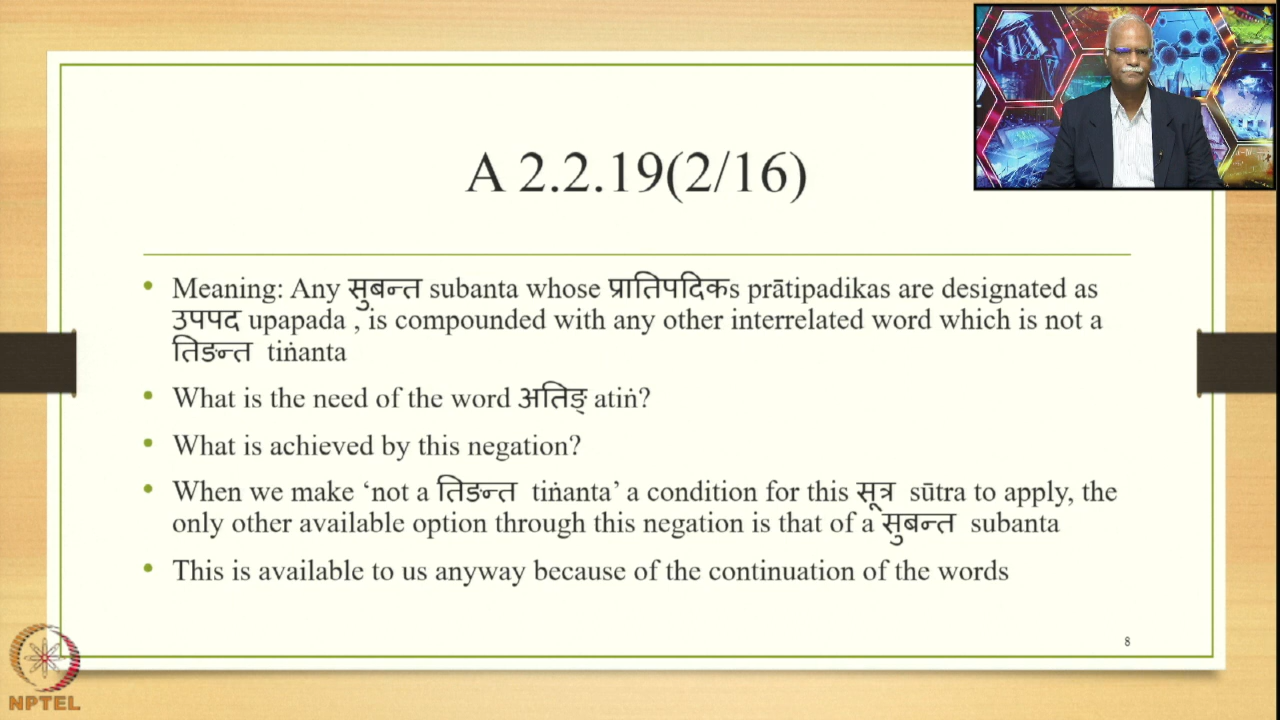 A 2.2.19(2/16)
• Meaning: Any सुबन्त subanta whose प्रातिपदिकs prātipadikas are designated as
उपपद upapada , is compounded with any other interrelated word which is not a
तिङन्त tiṅanta
• What is the need of the word अतिङ् atiṅ?
• What is achieved by this negation?
• When we make ‘not a तिङन्त tiṅanta’ a condition for this सूत्र sūtra to apply, the
only other available option through this negation is that of a सुबन्त subanta
• This is available to us anyway because of the continuation of the words
8
NPTEL